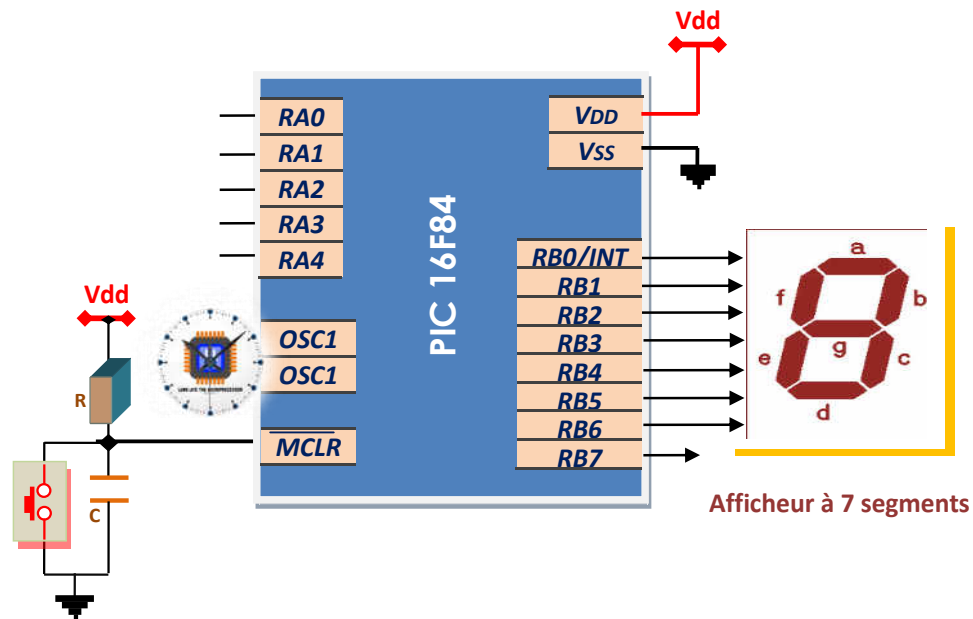 Vdd
RA0
RA1
RA2
RA3
RA4
VDD
VSS
PIC 16F84
RB0/INT
RB1
RB2
RB3
RB4
RB5
RB6
RB7
a
f
b
g
e
c
d
Vdd
OSC1
OSC1
R
MCLR
C
Afficheur à 7 segments